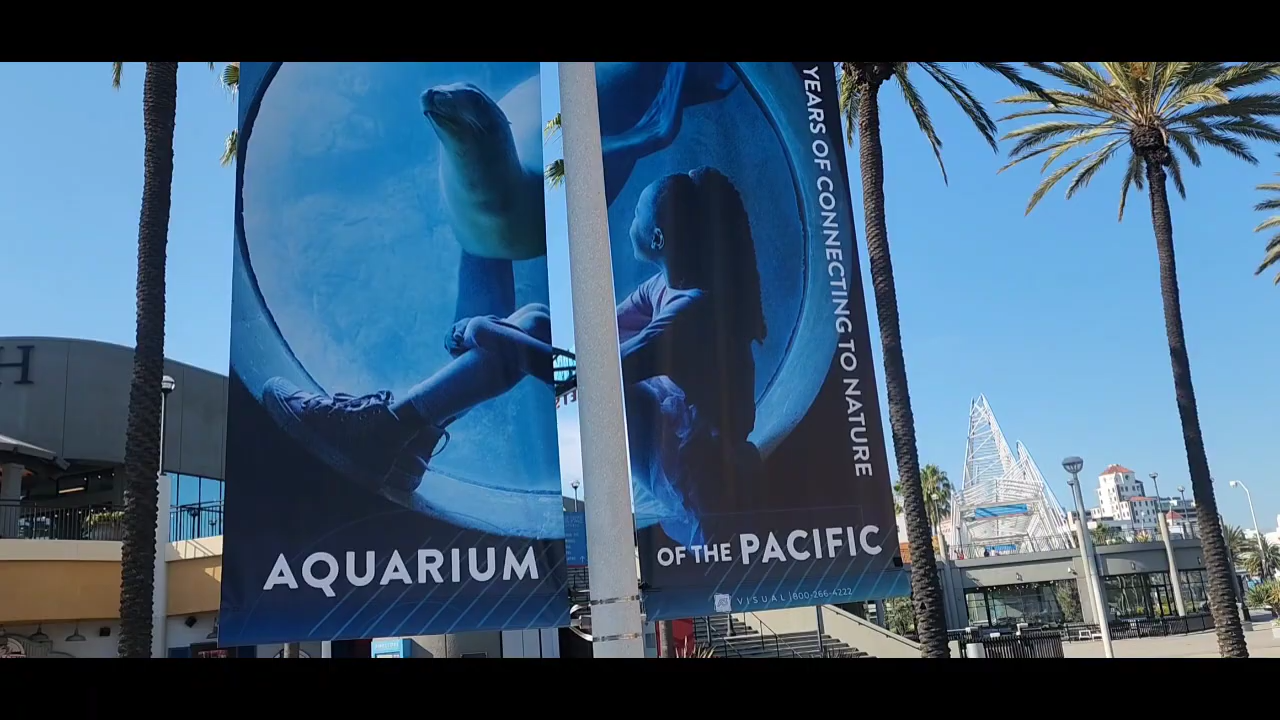 H
YEARS OF CONNECTING TO NATURE
AQUARIUM
OF THE PACIFIC
VISUAL | 800-266-4222